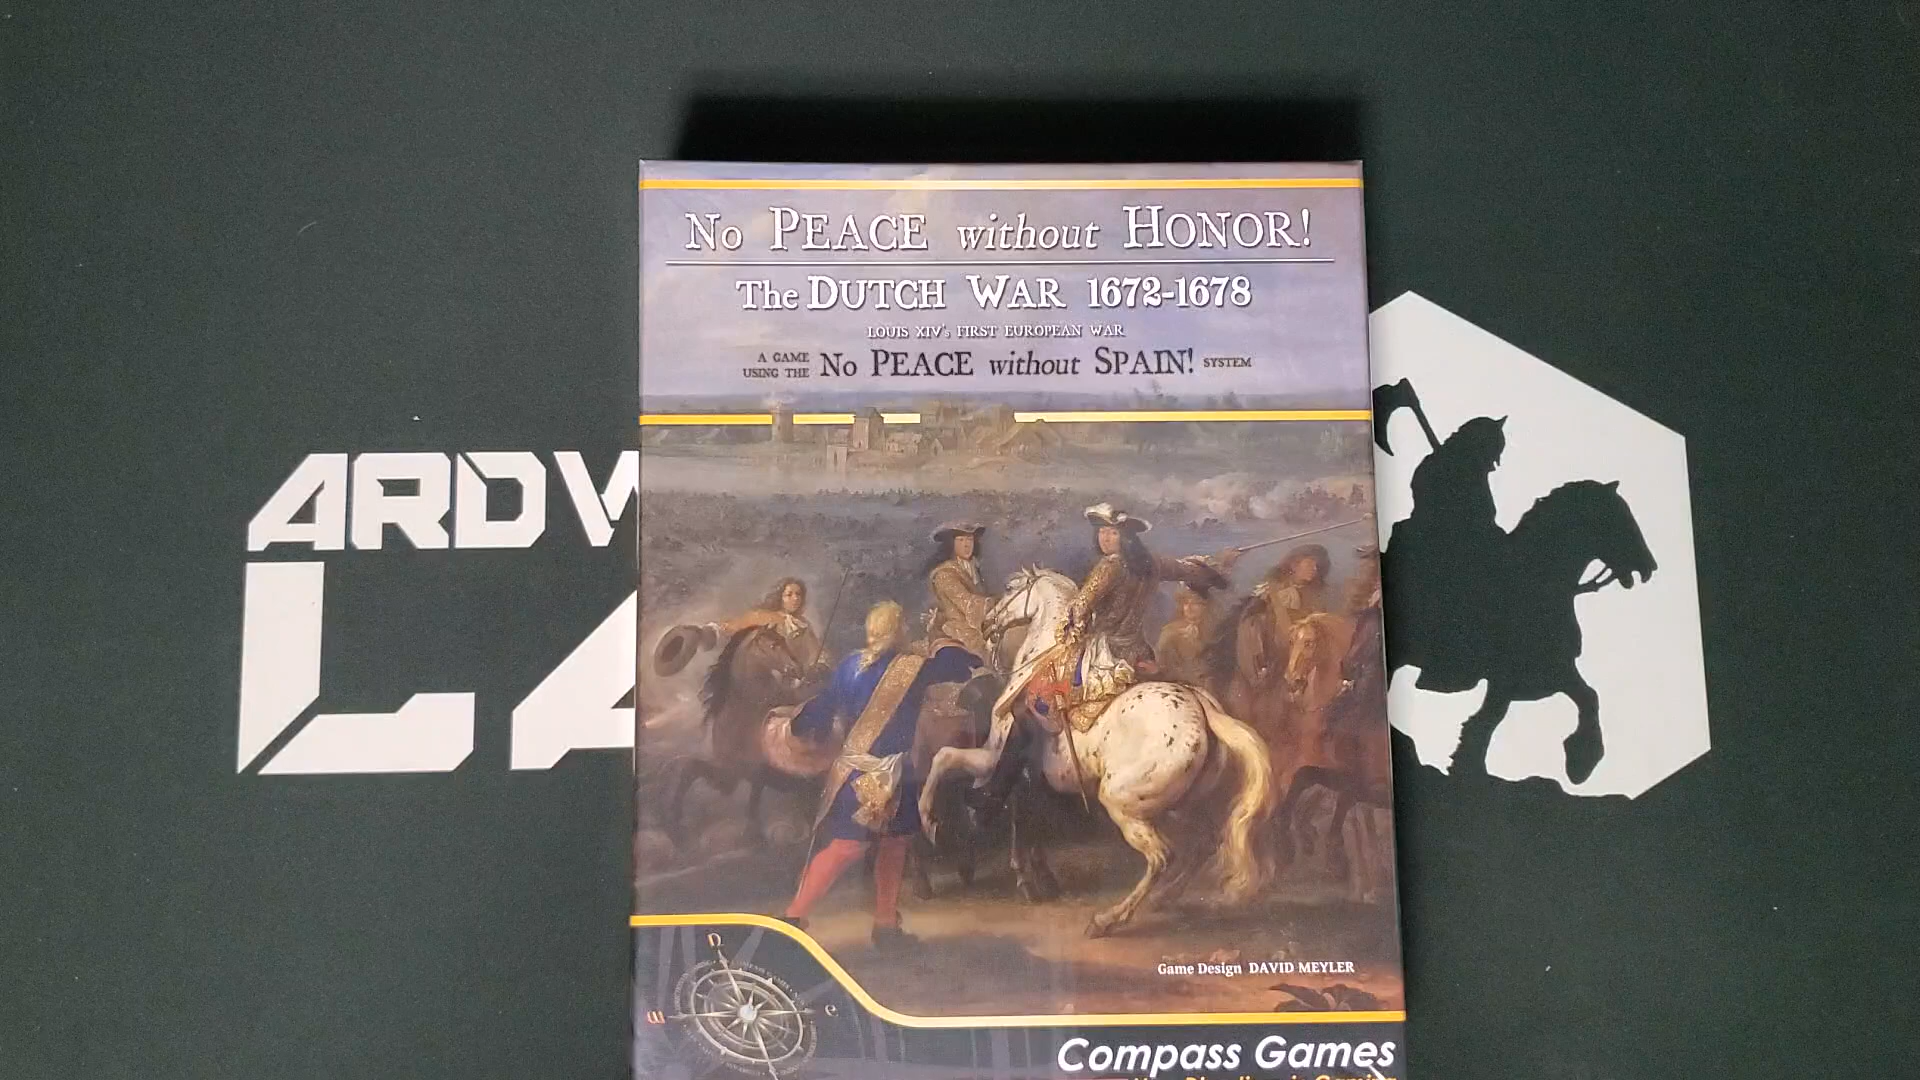 No PEACE without HONOR!
The DUTCH WAR 1672-1678
LOUIS XIV's FIRST EUROPEAN WAR
A GAME
USING THE No PEACE without SPAIN! SYSTEM
ARDW
LA
Game Design DAVID MEYLER
n
w e
Compass Games